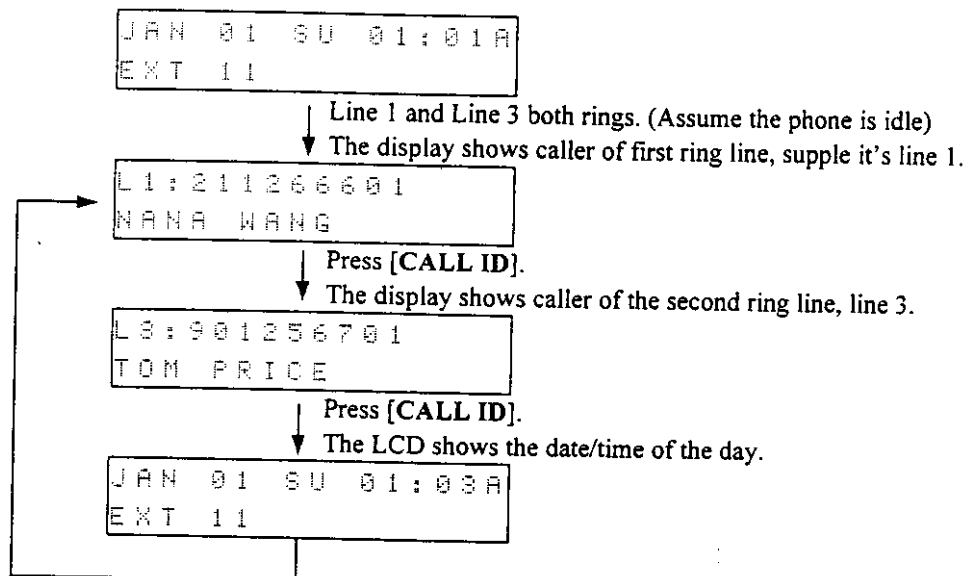 JAN 01 SU 01:01A
EXT 11
Line 1 and Line 3 both rings. (Assume the phone is idle)
The display shows caller of first ring line, supple it's line 1.
L1:211266601
NANA WANG
Press [CALL ID].
The display shows caller of the second ring line, line 3.
L3:901256701
TOM PRICE
Press [CALL ID].
The LCD shows the date/time of the day.
JAN 01 SU 01:03A
EXT 11